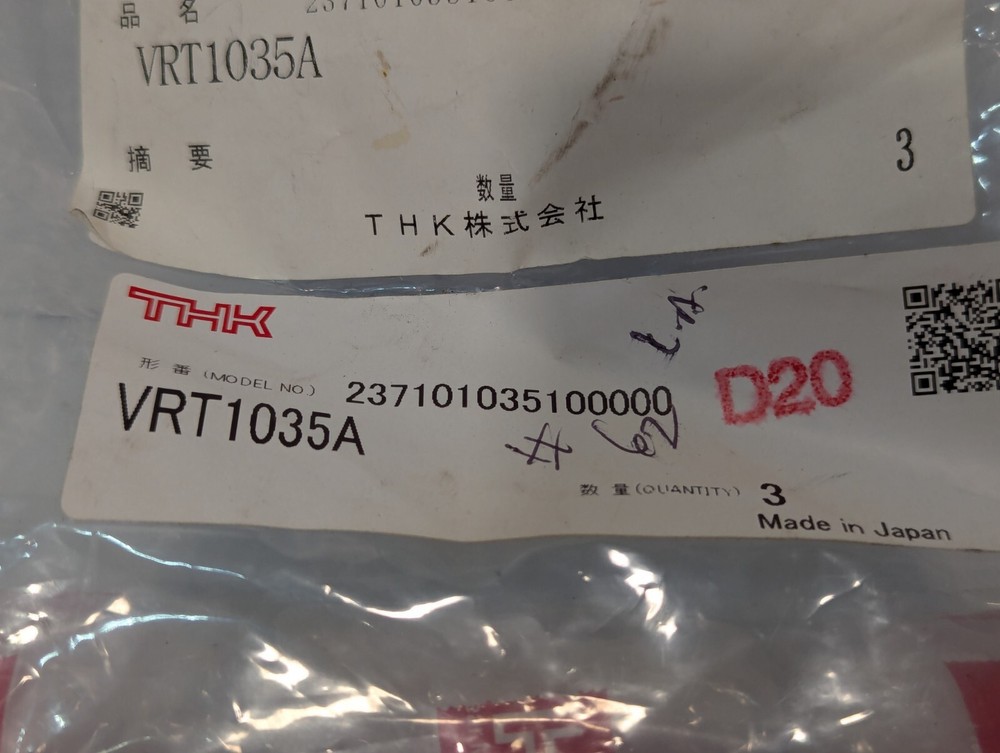 品 名
VRT1035A
摘 要
3
数量
THK株式会社
THK
形 番 (MODEL NO.) 237101035100000
VRT1035A
D20
# 62
数 量 (QUANTITY) 3
Made in Japan